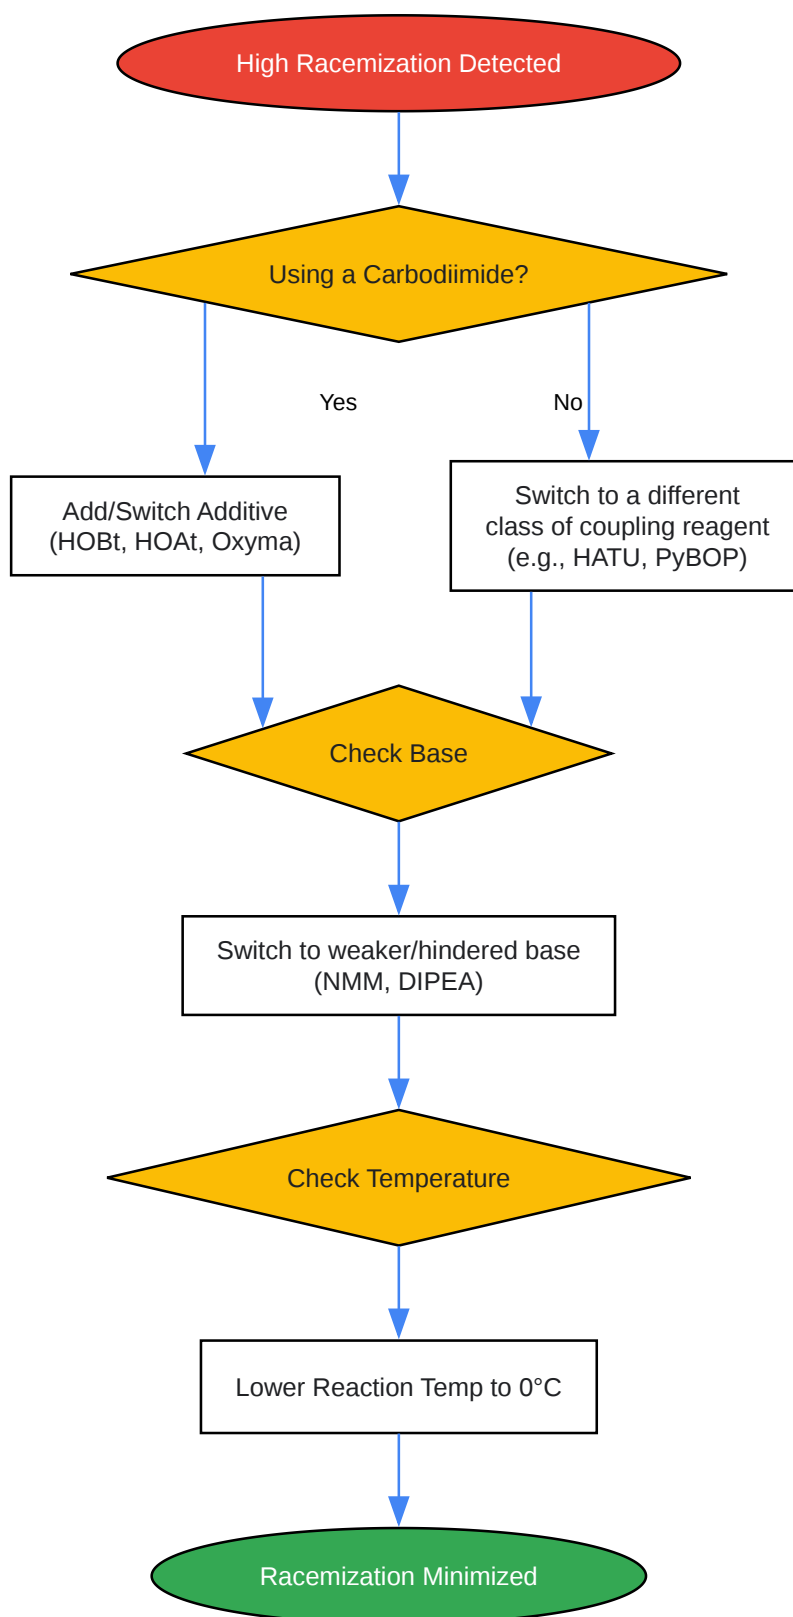 High Racemization Detected
Using a Carbodiimide?
Yes
No
Add/Switch Additive
(HOBt, HOAt, Oxyma)
Switch to a different
class of coupling reagent
(e.g., HATU, PyBOP)
Check Base
Switch to weaker/hindered base
(NMM, DIPEA)
Check Temperature
Lower Reaction Temp to 0°C
Racemization Minimized